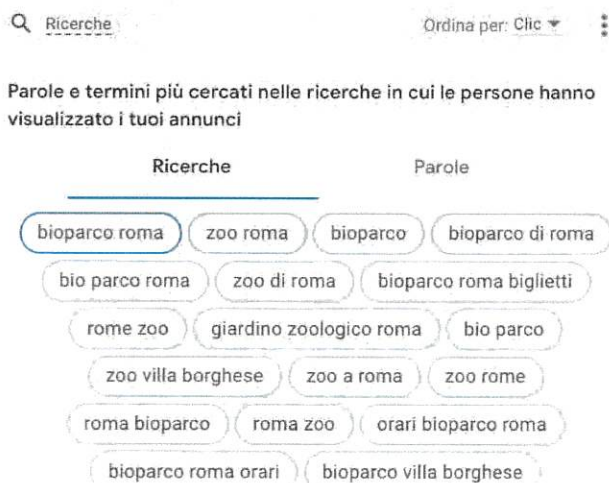 Ricerche Ordina per: Clic
Parole e termini più cercati nelle ricerche in cui le persone hanno
visualizzato i tuoi annunci
Ricerche Parole
bioparco roma zoo roma bioparco bioparco di roma
bio parco roma zoo di roma bioparco roma biglietti
rome zoo giardino zoologico roma bio parco
zoo villa borghese zoo a roma zoo rome
roma bioparco roma zoo orari bioparco roma
bioparco roma orari bioparco villa borghese